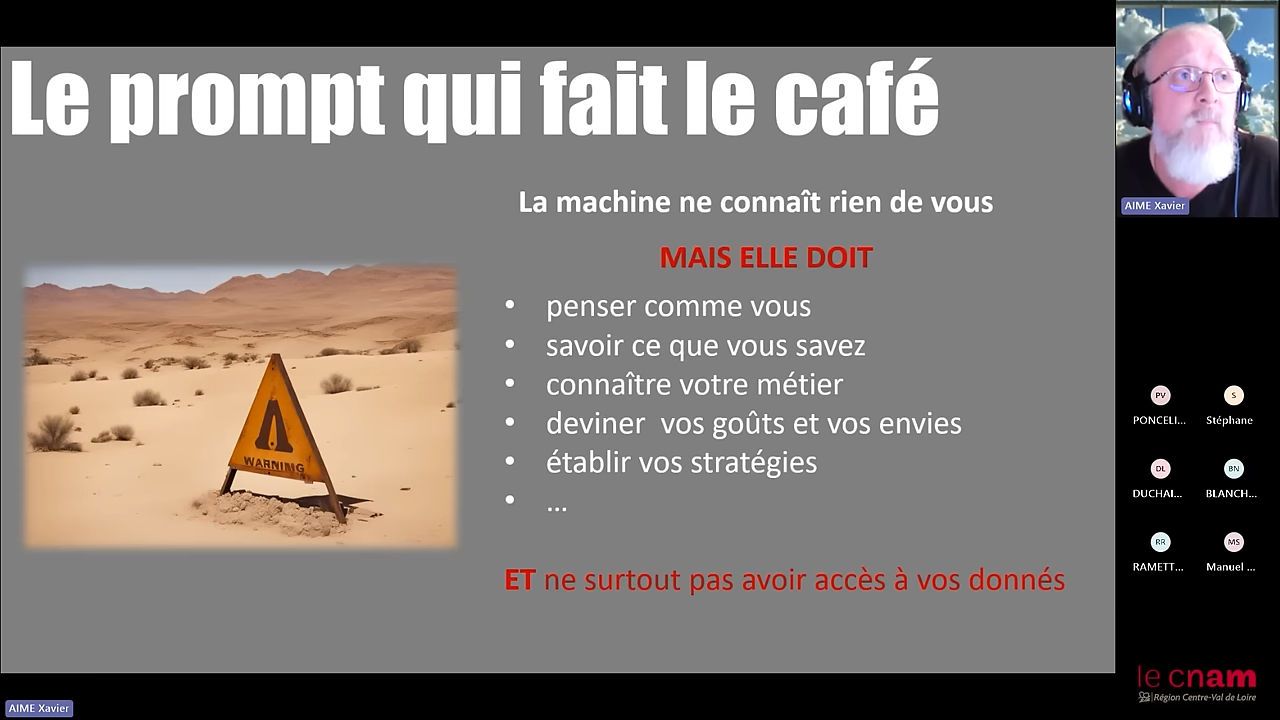 Le prompt qui fait le café
La machine ne connaît rien de vous
MAIS ELLE DOIT
• penser comme vous
• savoir ce que vous savez
• connaître votre métier
• deviner vos goûts et vos envies
• établir vos stratégies
• ...
ET ne surtout pas avoir accès à vos donnés
WARNING
AIME Xavier
PV
PONCELI...
S
Stéphane
DL
DUCHAI...
BN
BLANCH...
RR
RAMETT...
MS
Manuel ...
le cnam
Région Centre-Val de Loire
AIME Xavier